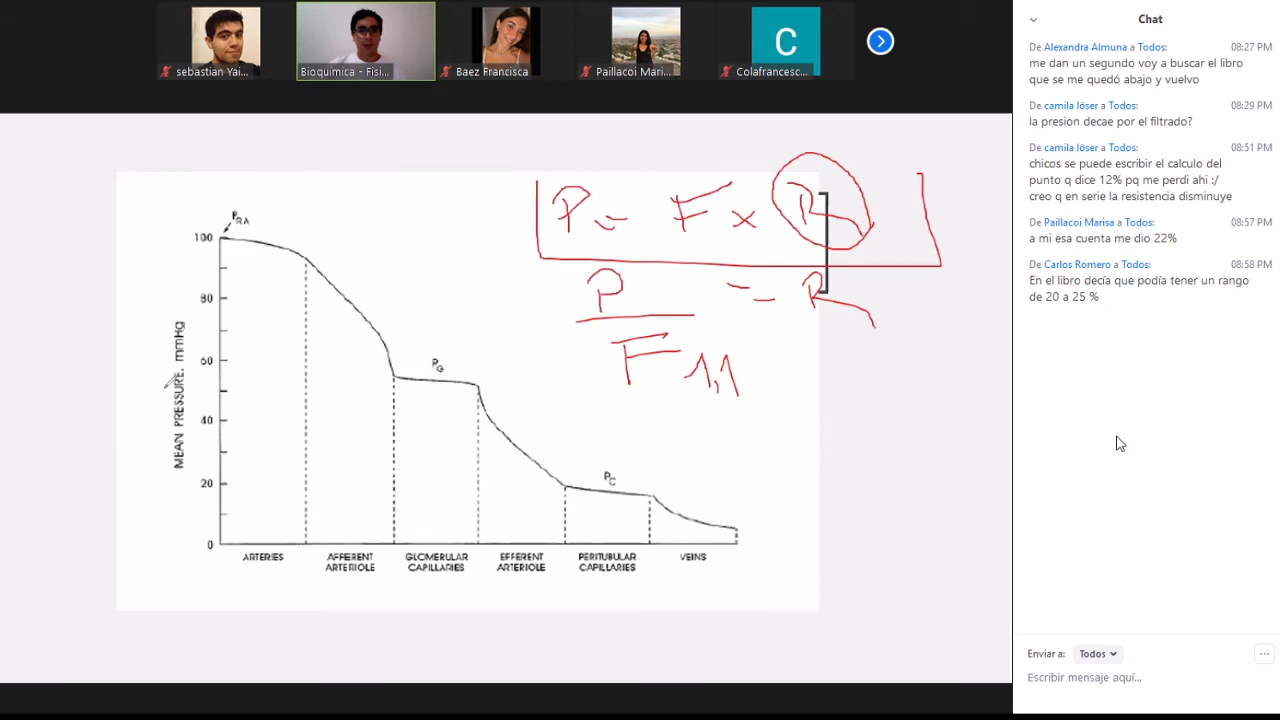 sebastian Yai...
Bioquímica - Fisi...
Baez Francisca
Paillacoi Mari...
C
Colafrancesc...
P = F x R
P = R
F 1,1
P RA
100
80
60
40
20
0
MEAN PRESSURE, mmHg
P G
P C
ARTERIES
AFFERENT
ARTERIOLE
GLOMERULAR
CAPILLARIES
EFFERENT
ARTERIOLE
PERITUBULAR
CAPILLARIES
VEINS
Chat
De Alexandra Almuna a Todos: 08:27 PM
me dan un segundo voy a buscar el libro
que se me quedó abajo y vuelvo
De camila löser a Todos: 08:29 PM
la presion decae por el filtrado?
De camila löser a Todos: 08:51 PM
chicos se puede escribir el calculo del
punto q dice 12% pq me perdi ahi :/
creo q en serie la resistencia disminuye
De Paillacoi Marisa a Todos: 08:57 PM
a mi esa cuenta me dio 22%
De Carlos Romero a Todos: 08:58 PM
En el libro decía que podía tener un rango
de 20 a 25 %
Enviar a: Todos
Escribir mensaje aquí...